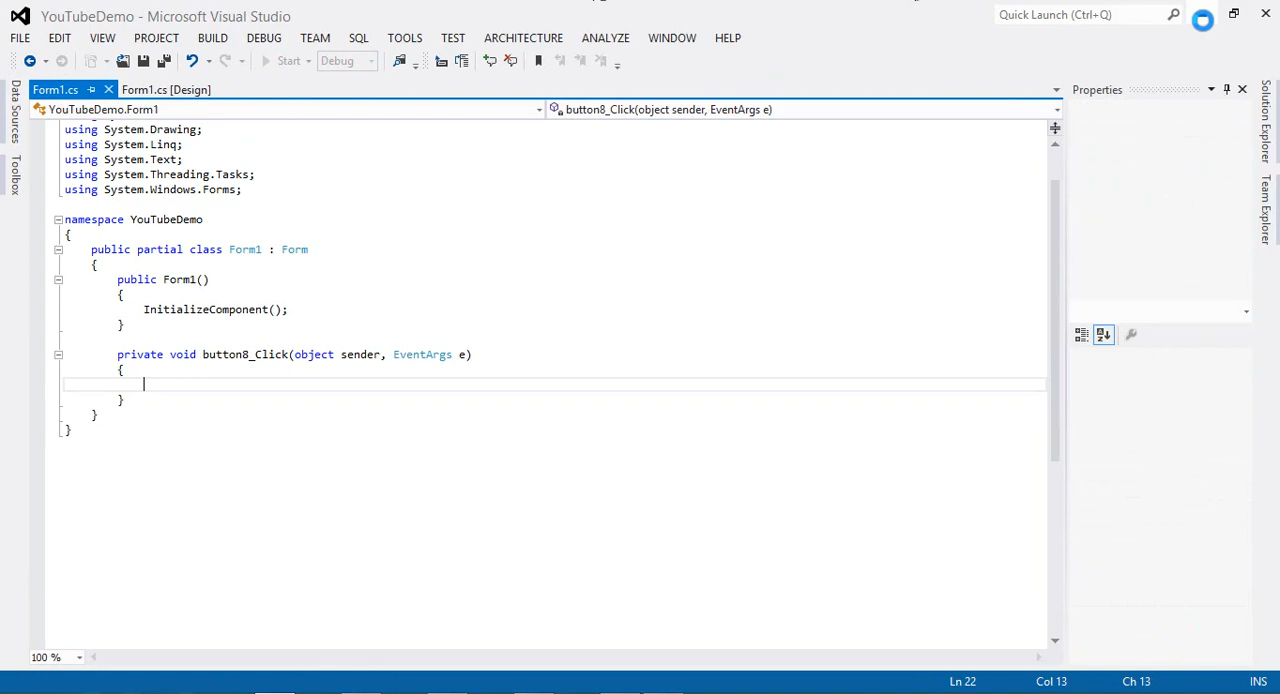 YouTubeDemo - Microsoft Visual Studio
Quick Launch (Ctrl+Q)
FILE EDIT VIEW PROJECT BUILD DEBUG TEAM SQL TOOLS TEST ARCHITECTURE ANALYZE WINDOW HELP
Start Debug
Form1.cs Form1.cs [Design]
Properties
YouTubeDemo.Form1
button8_Click(object sender, EventArgs e)
Data Sources
Toolbox
Solution Explorer
Team Explorer
using System.Drawing;
using System.Linq;
using System.Text;
using System.Threading.Tasks;
using System.Windows.Forms;
namespace YouTubeDemo
{
public partial class Form1 : Form
{
public Form1()
{
InitializeComponent();
}
private void button8_Click(object sender, EventArgs e)
{
}
}
}
100 %
Ln 22 Col 13 Ch 13 INS